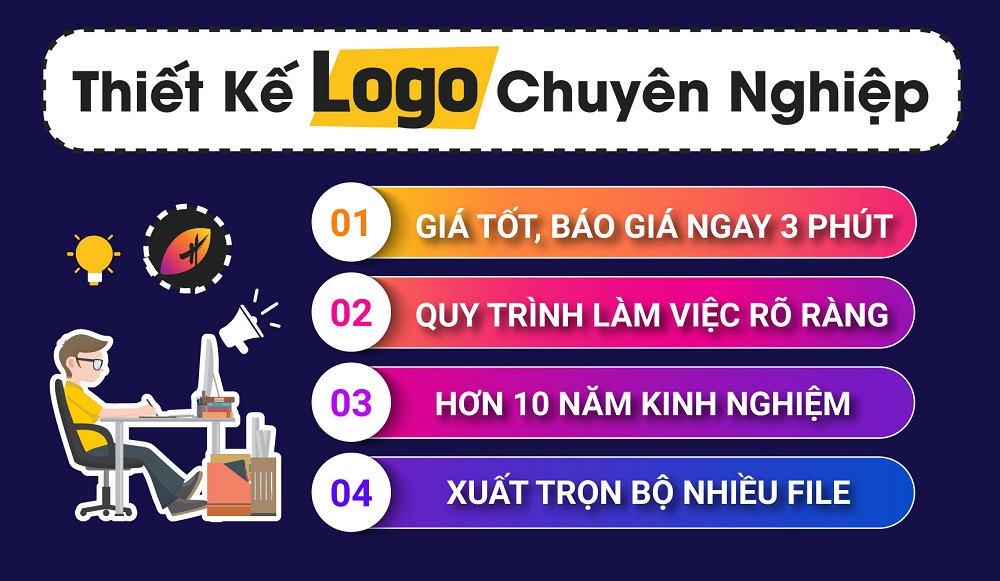 Thiết Kế Logo Chuyên Nghiệp
01 GIÁ TỐT, BÁO GIÁ NGAY 3 PHÚT
02 QUY TRÌNH LÀM VIỆC RÕ RÀNG
03 HƠN 10 NĂM KINH NGHIỆM
04 XUẤT TRỌN BỘ NHIỀU FILE